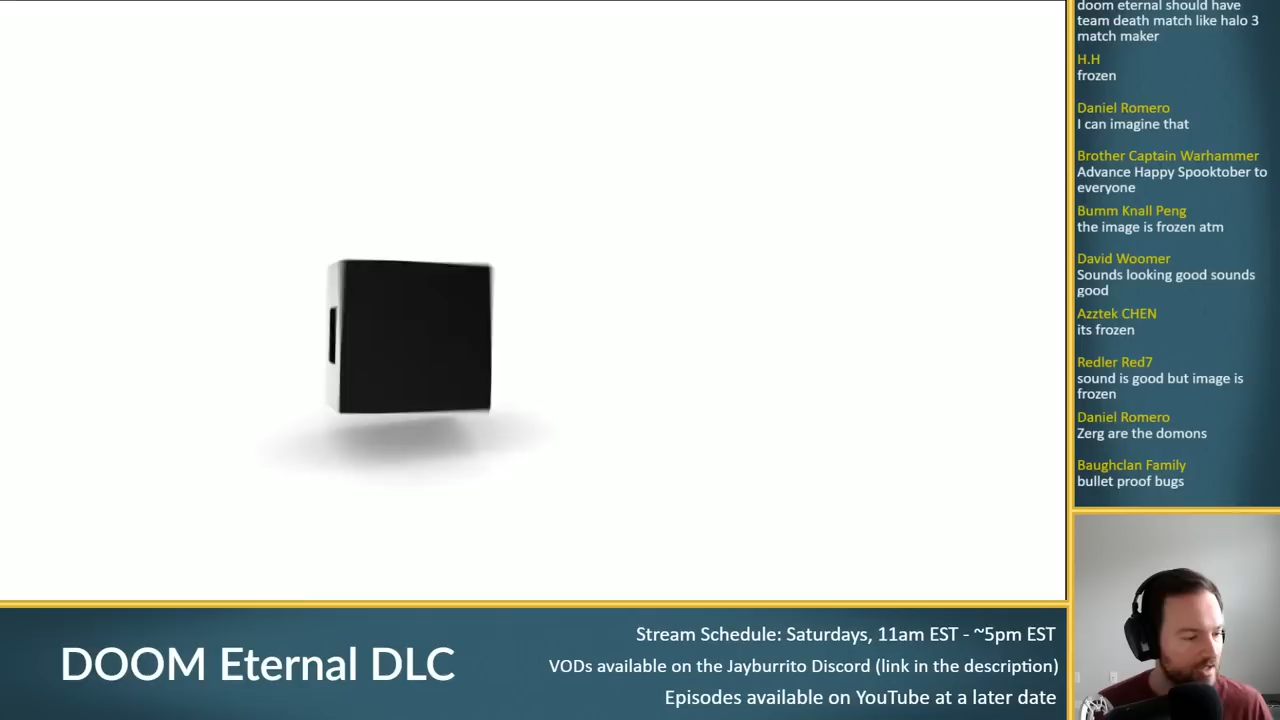 doom eternal should have
team death match like halo 3
match maker
H.H
frozen
Daniel Romero
I can imagine that
Brother Captain Warhammer
Advance Happy Spooktober to
everyone
Bumm Knall Peng
the image is frozen atm
David Woomer
Sounds looking good sounds
good
Azztek CHEN
its frozen
Redler Red7
sound is good but image is
frozen
Daniel Romero
Zerg are the domons
Baughclan Family
bullet proof bugs
DOOM Eternal DLC
Stream Schedule: Saturdays, 11am EST - ~5pm EST
VODs available on the Jayburrito Discord (link in the description)
Episodes available on YouTube at a later date